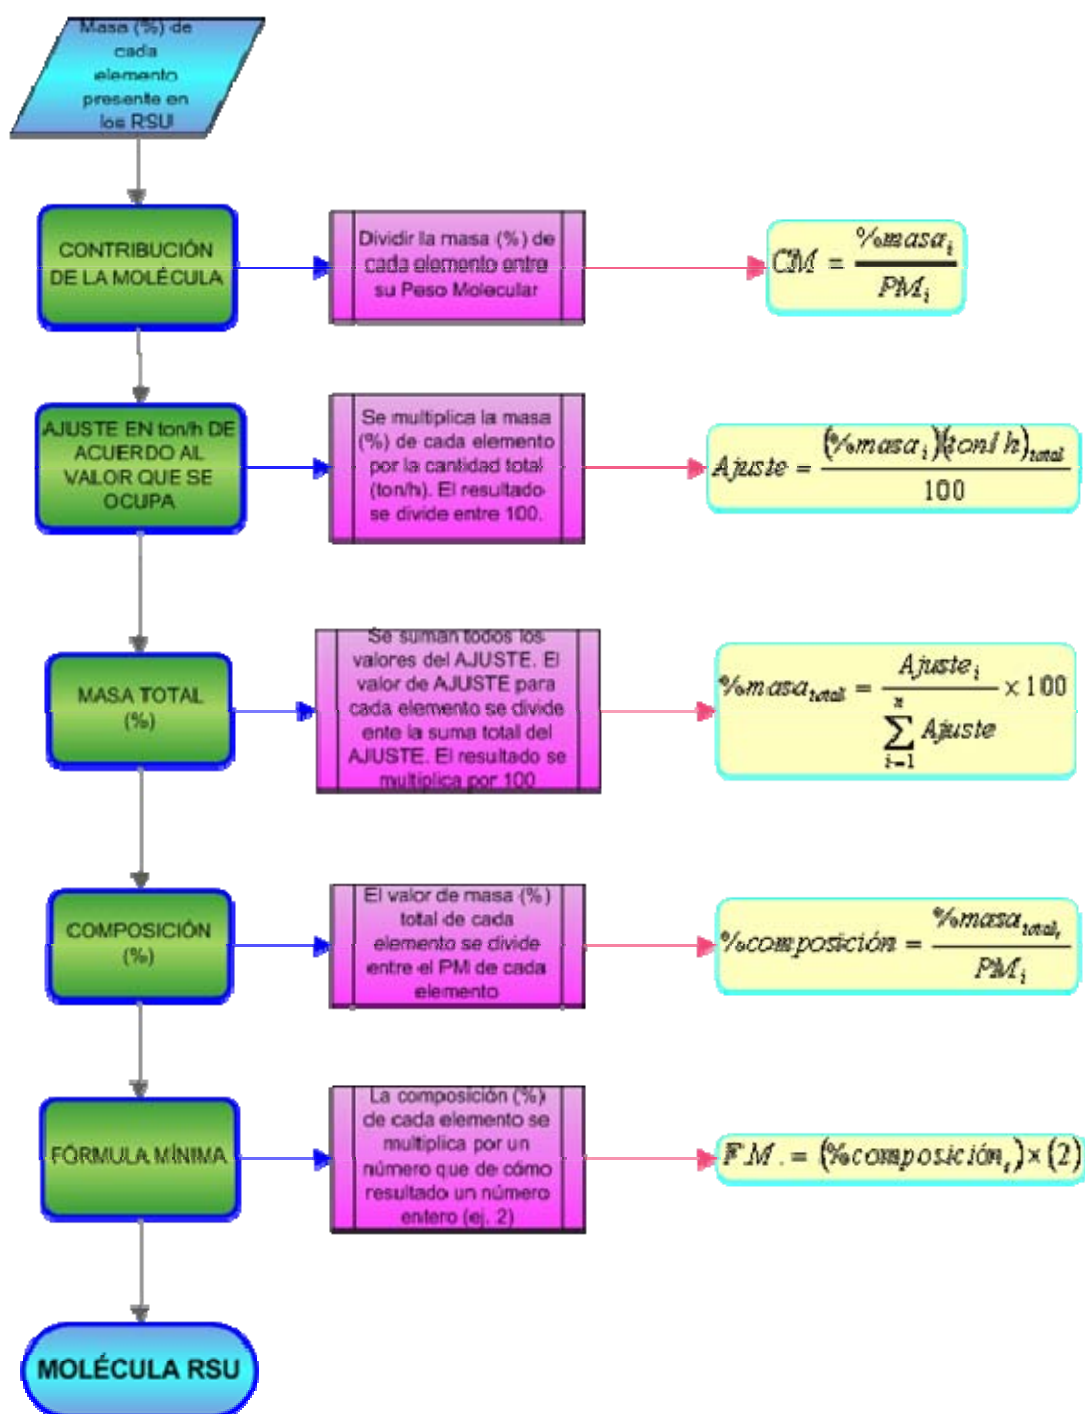 Masa (%) de
cada
elemento
presente en
los RSU
CONTRIBUCIÓN
DE LA MOLÉCULA
Dividir la masa (%) de
cada elemento entre
su Peso Molecular
CM = %masa_i / PM_i
AJUSTE EN ton/h DE
ACUERDO AL
VALOR QUE SE
OCUPA
Se multiplica la masa
(%) de cada elemento
por la cantidad total
(ton/h). El resultado
se divide entre 100.
Ajuste = (%masa_i)(ton/h)_total / 100
MASA TOTAL
(%)
Se suman todos los
valores del AJUSTE. El
valor de AJUSTE para
cada elemento se divide
ente la suma total del
AJUSTE. El resultado se
multiplica por 100
%masa_total = Ajuste_i / ∑_{i=1}^{n} Ajuste × 100
COMPOSICIÓN
(%)
El valor de masa (%)
total de cada
elemento se divide
entre el PM de cada
elemento
%composición = %masa_total_i / PM_i
FÓRMULA MÍNIMA
La composición (%)
de cada elemento se
multiplica por un
número que de cómo
resultado un número
entero (ej. 2)
F.M. = (%composición_i)×(2)
MOLÉCULA RSU